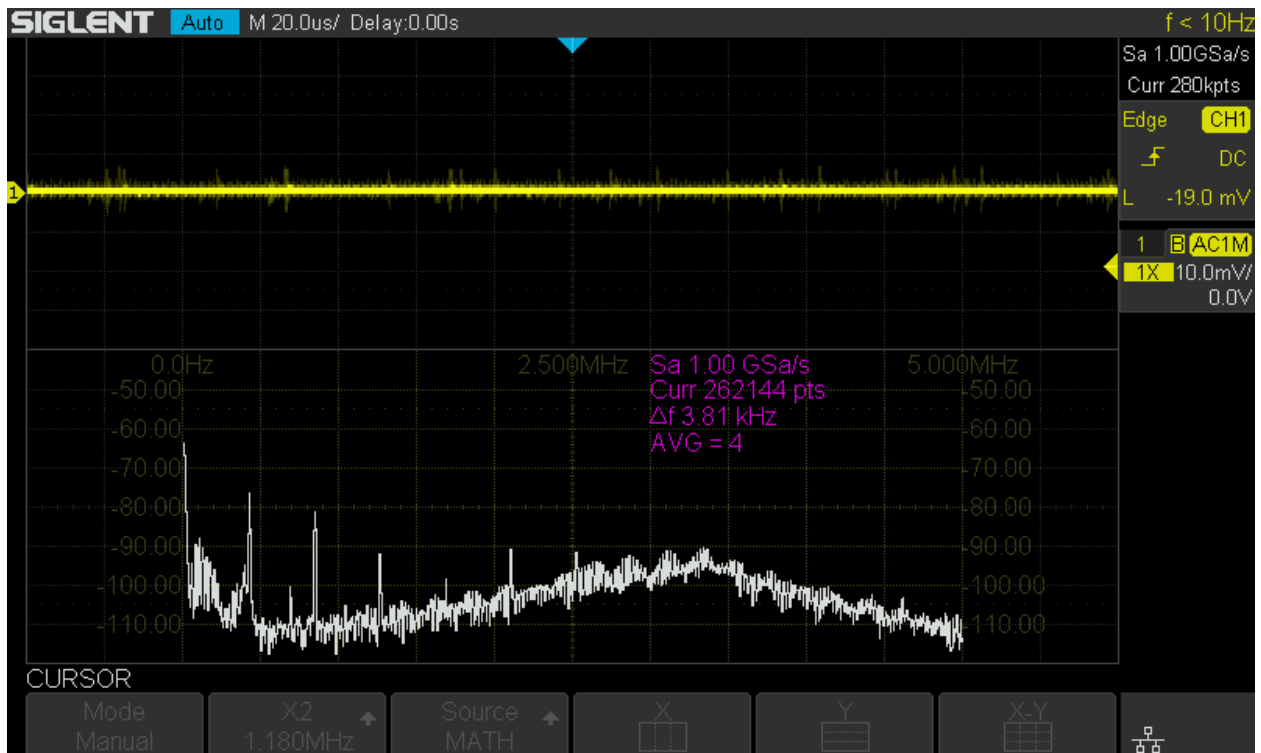 SIGLENT Auto M 20.0us/ Delay:0.00s f < 10Hz
Sa 1.00GSa/s
Curr 280kpts
Edge CH1
DC
L -19.0 mV
1
1 B AC1M
1X 10.0mV/
0.0V
0.0Hz 2.500MHz 5.000MHz
Sa 1.00 GSa/s
Curr 262144 pts
Δf 3.81 kHz
AVG = 4
-50.00 -50.00
-60.00 -60.00
-70.00 -70.00
-80.00 -80.00
-90.00 -90.00
-100.00 -100.00
-110.00 -110.00
CURSOR
Mode X2 Source X Y X-Y
Manual 1.180MHz MATH